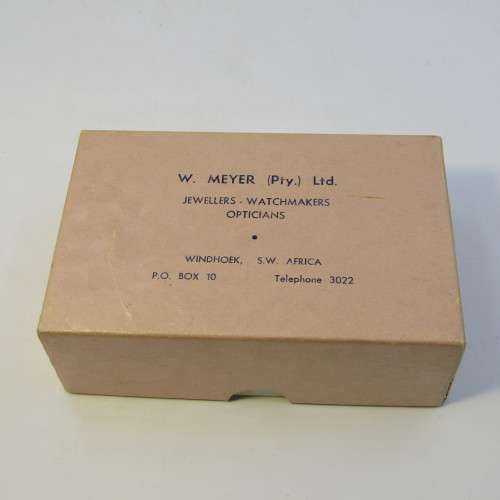 W. MEYER (Pty.) Ltd.
JEWELLERS - WATCHMAKERS
OPTICIANS
•
WINDHOEK, S.W. AFRICA
P.O. BOX 10 Telephone 3022